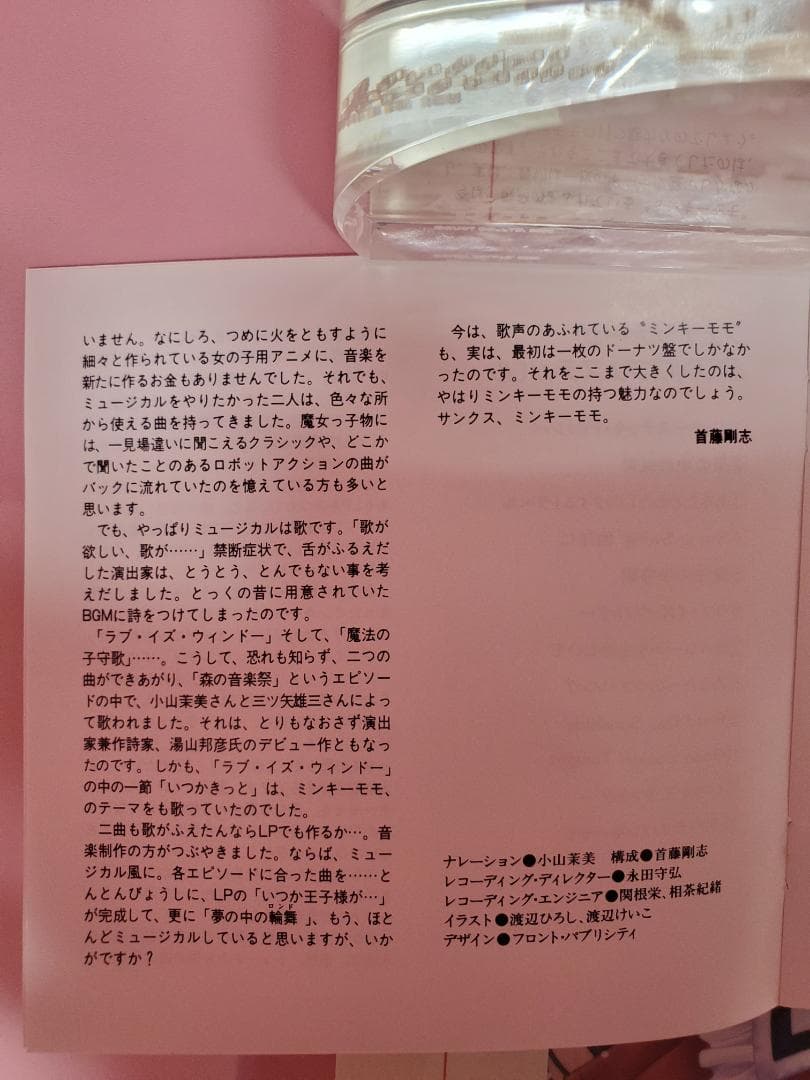 いません。なにしろ、つめに火をともすように
細々と作られている女の子用アニメに、音楽を
新たに作るお金もありませんでした。それでも、
ミュージカルをやりたかった二人は、色々な所
から使える曲を持ってきました。魔女っ子物に
は、一見場違いに聞こえるクラシックや、どこか
で聞いたことのあるロボットアクションの曲が
バックに流れていたのを憶えている方も多いと
思います。
でも、やっぱりミュージカルは歌です。「歌が
欲しい、歌が……」禁断症状で、舌がふるえだ
した演出家は、とうとう、とんでもない事を考
えだしました。とっくの昔に用意されていた
BGMに詩をつけてしまったのです。
「ラブ・イズ・ウィンドー」そして、「魔法の
子守歌」……。こうして、恐れも知らず、二つの
曲ができあがり、「森の音楽祭」というエピソー
ドの中で、小山茉美さんと三ツ矢雄三さんによっ
て歌われました。それは、とりもなおさず演出
家兼作詩家、湯山邦彦氏のデビュー作ともなっ
たのです。しかも、「ラブ・イズ・ウィンドー」
の中の一節「いつかきっと」は、ミンキーモモ、
のテーマをも歌っていたのでした。
二曲も歌がふえたんならLPでも作るか…。音
楽制作の方がつぶやきました。ならば、ミュー
ジカル風に。各エピソードに合った曲を……と
んとんびょうしに、LPの「いつか王子様が…」
が完成して、更に「夢の中の輪舞」、もう、ほと
ロンド
んどミュージカルしていると思いますが、いか
がですか？
今は、歌声のあふれている〝ミンキーモモ〟
も、実は、最初は一枚のドーナツ盤でしかなか
ったのです。それをここまで大きくしたのは、
やはりミンキーモモの持つ魅力なのでしょう。
サンクス、ミンキーモモ。
首藤剛志
ナレーション●小山茉美　構成●首藤剛志
レコーディング・ディレクター●永田守弘
レコーディング・エンジニア●関根栄、相茶紀緒
イラスト●渡辺ひろし、渡辺けいこ
デザイン●フロント・パブリシティ